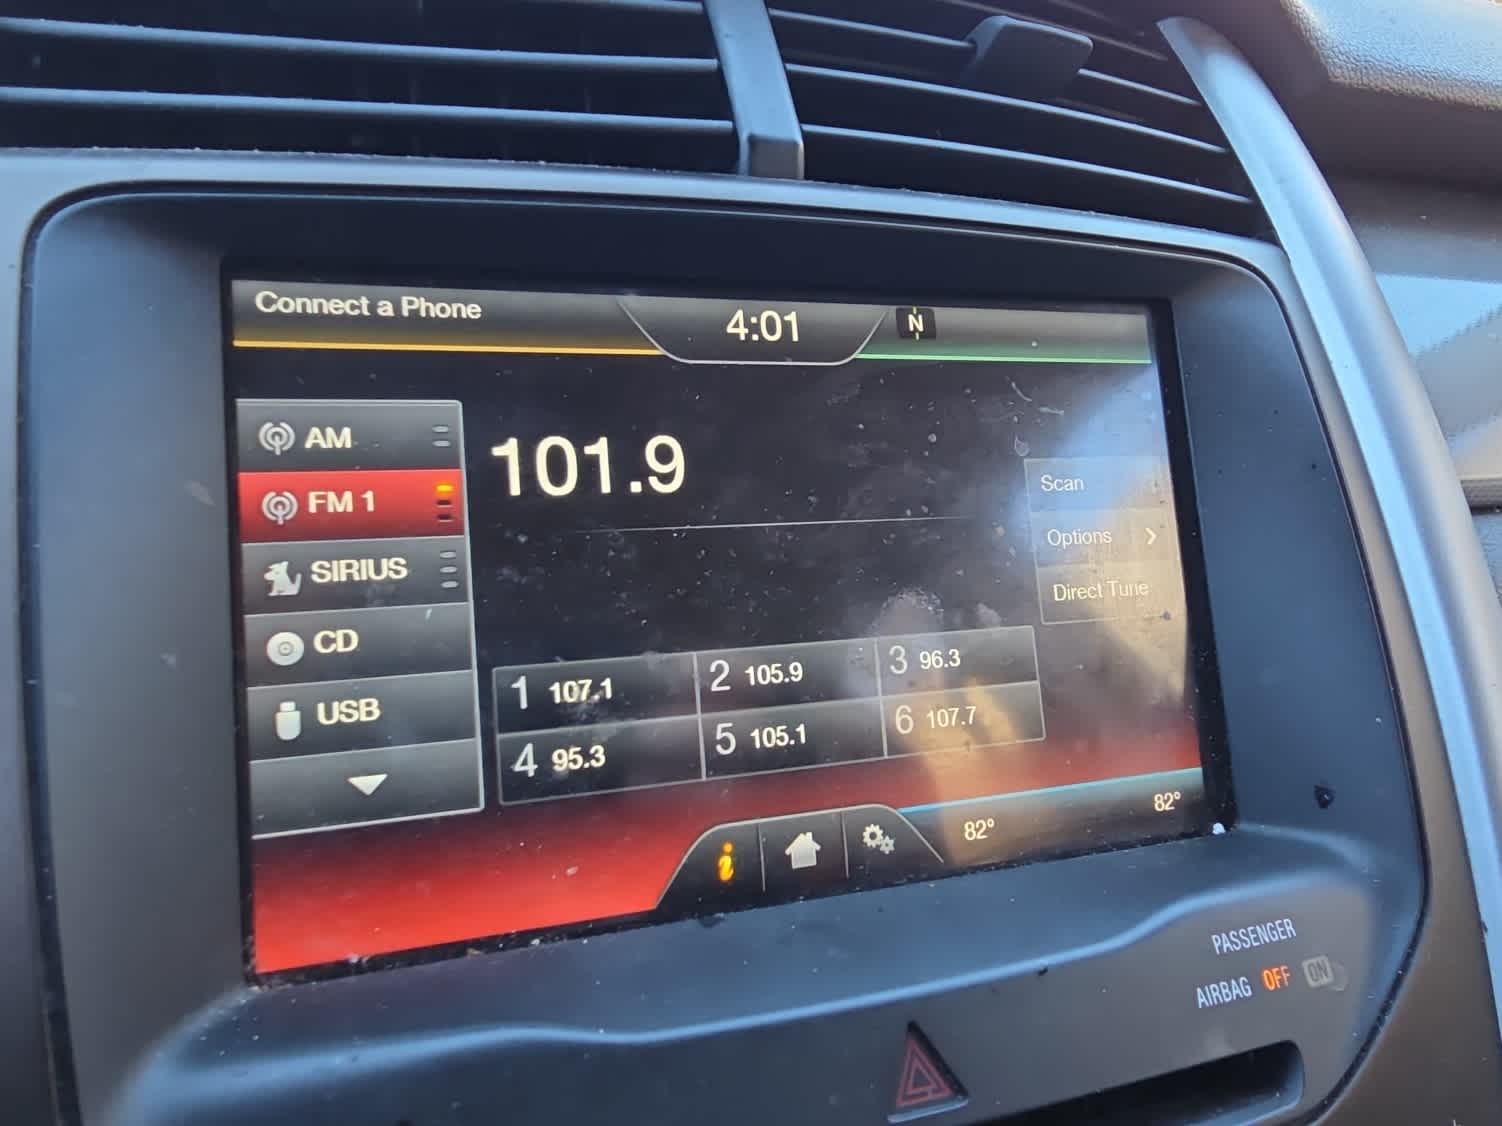 Connect a Phone
4:01
N
AM
FM 1
SIRIUS
CD
USB
101.9
Scan
Options
Direct Tune
1 107.1
2 105.9
3 96.3
4 95.3
5 105.1
6 107.7
i
82°
82°
PASSENGER
AIRBAG OFF ON